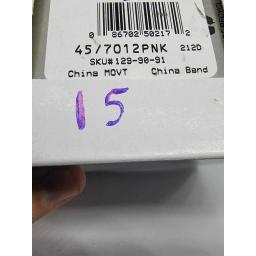 0 86702 50217 2
45/7012PNK 212D
SKU# 129-90-91
China MOVT China Band
15